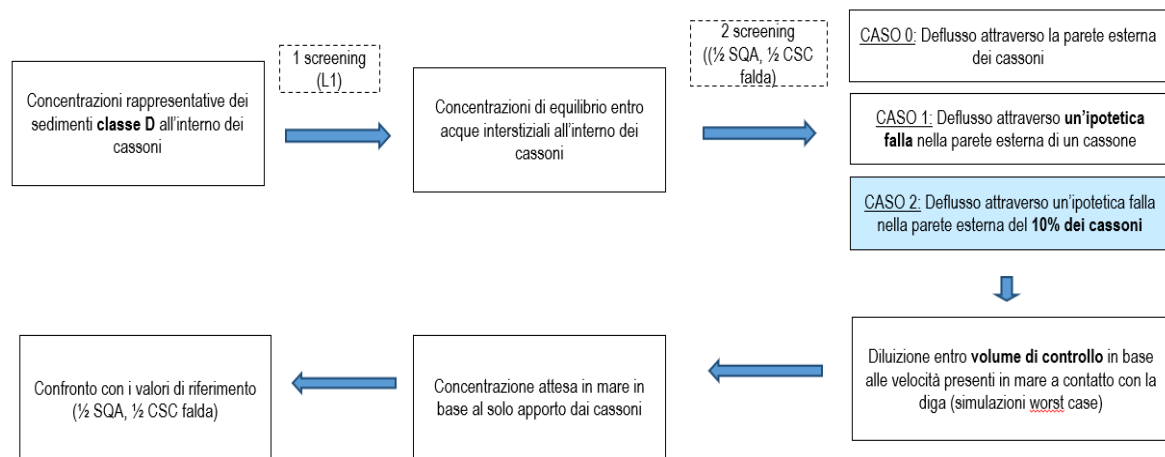 Concentrazioni rappresentative dei
sedimenti classe D all'interno dei
cassoni
1 screening
(L1)
Concentrazioni di equilibrio entro
acque interstiziali all'interno dei
cassoni
2 screening
((½ SQA, ½ CSC
falda)
CASO 0: Deflusso attraverso la parete esterna
dei cassoni
CASO 1: Deflusso attraverso un'ipotetica
falla nella parete esterna di un cassone
CASO 2: Deflusso attraverso un'ipotetica falla
nella parete esterna del 10% dei cassoni
Diluizione entro volume di controllo in base
alle velocità presenti in mare a contatto con la
diga (simulazioni worst case)
Concentrazione attesa in mare in
base al solo apporto dai cassoni
Confronto con i valori di riferimento
(½ SQA, ½ CSC falda)